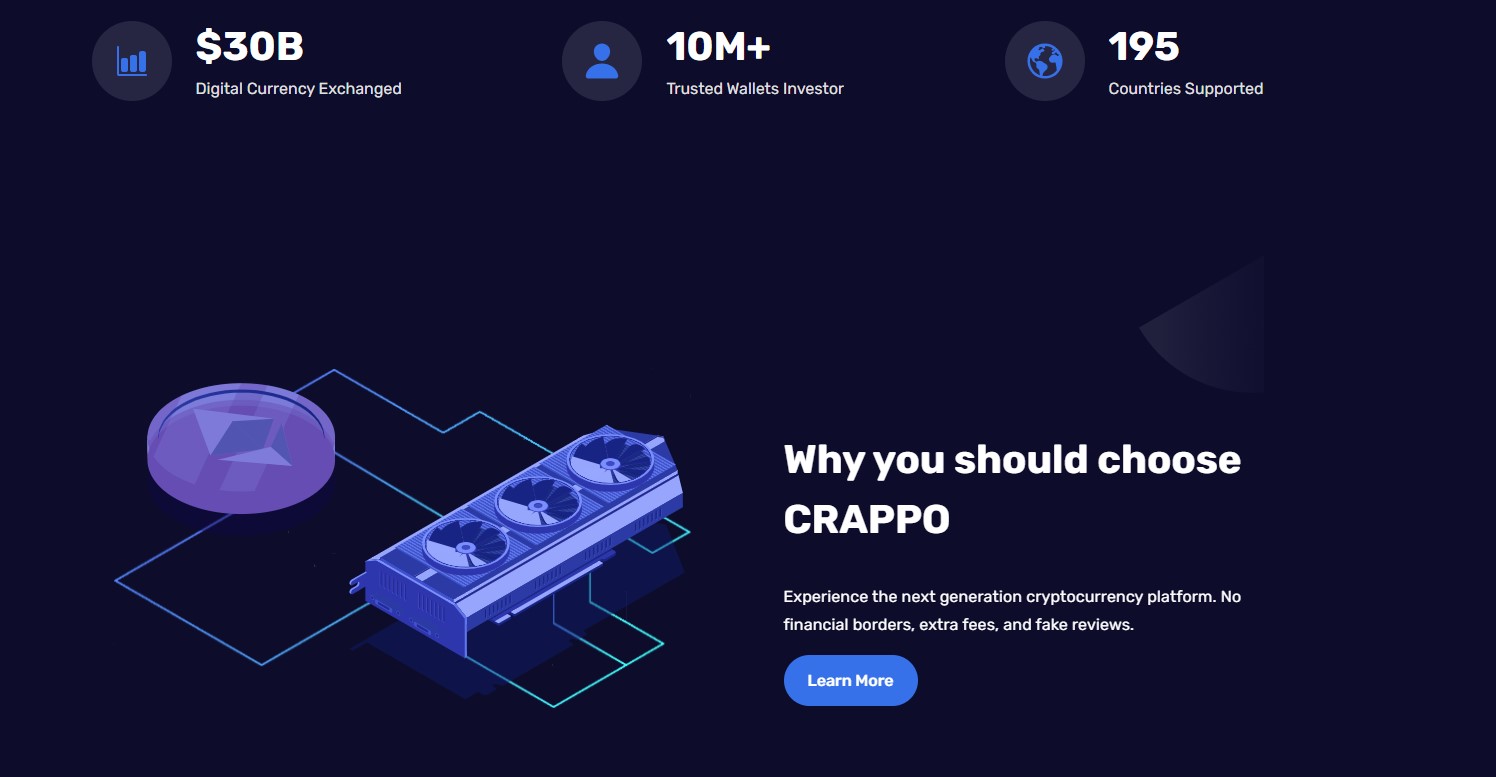 $30B
Digital Currency Exchanged
10M+
Trusted Wallets Investor
195
Countries Supported
Why you should choose
CRAPPO
Experience the next generation cryptocurrency platform. No
financial borders, extra fees, and fake reviews.
Learn More